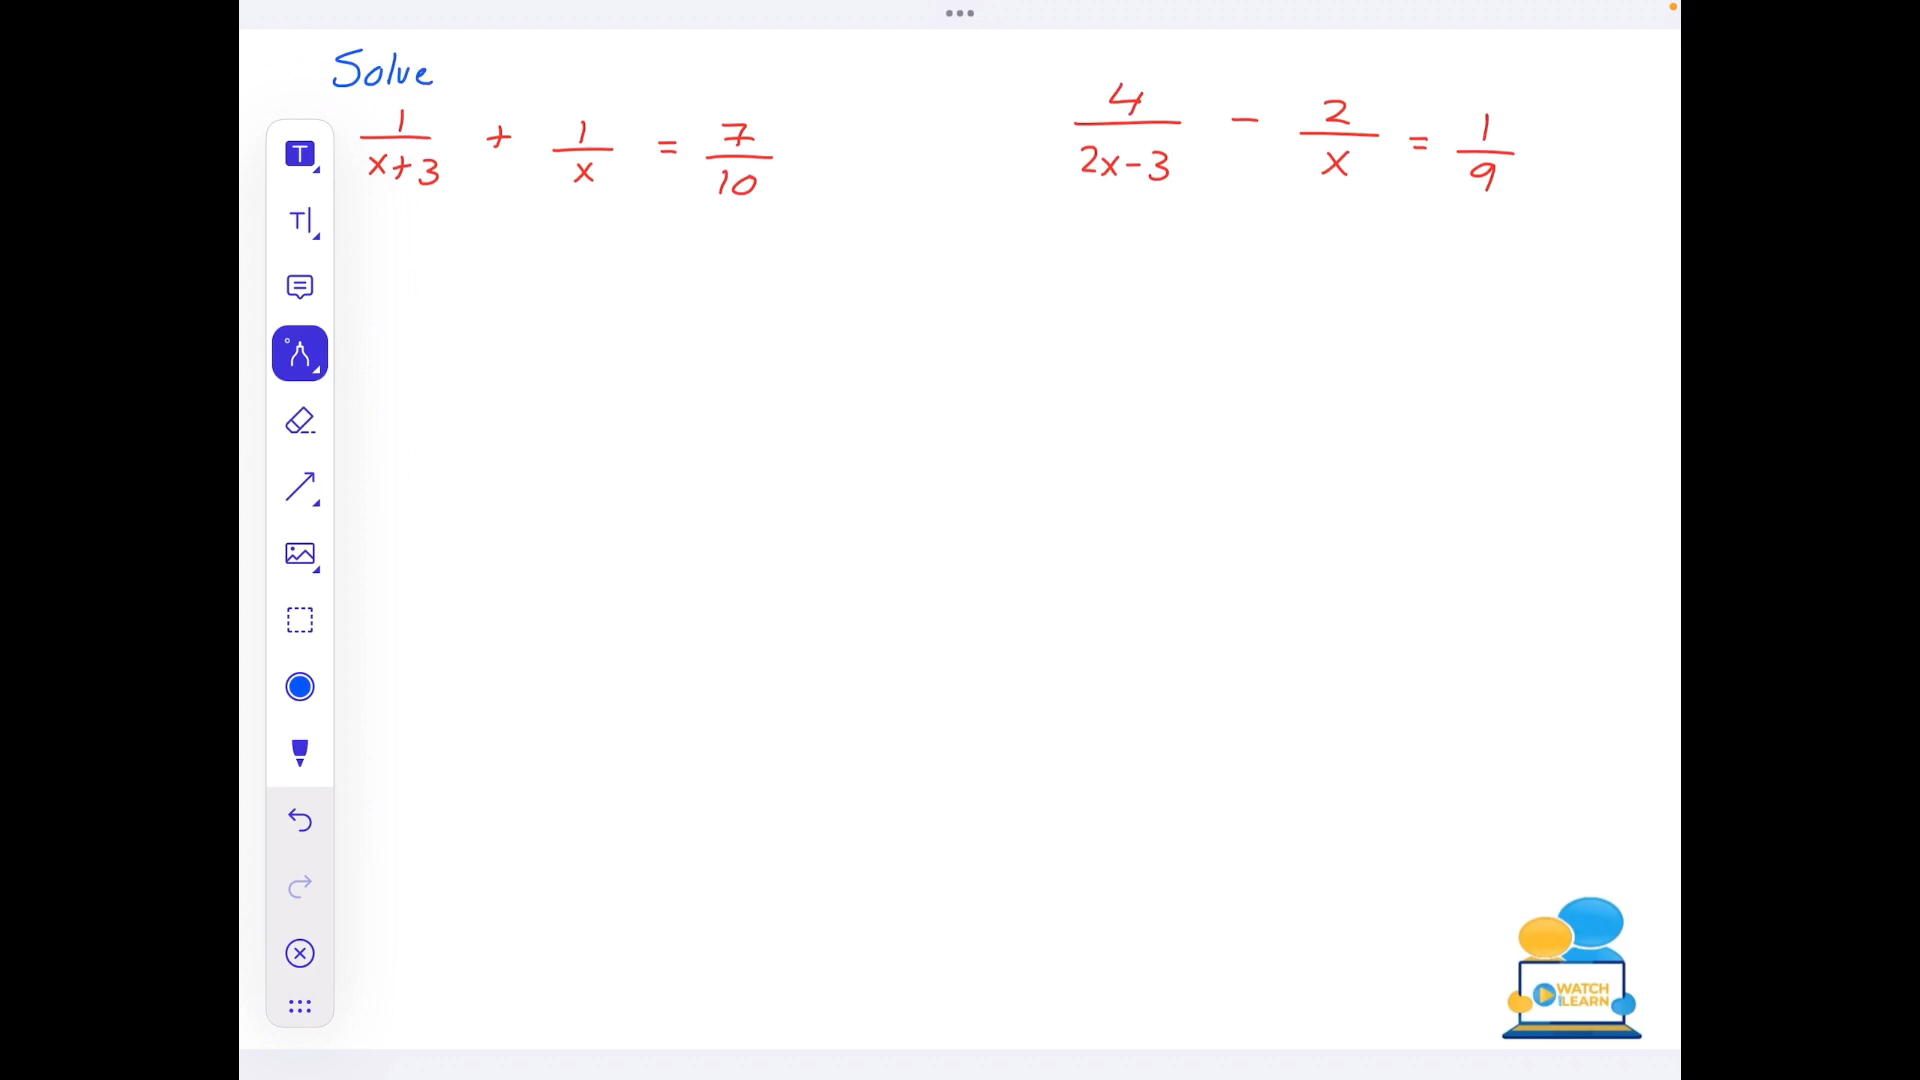 Solve
1/(x+3) + 1/x = 7/10
4/(2x-3) - 2/x = 1/9
T
T|
WATCH
LEARN